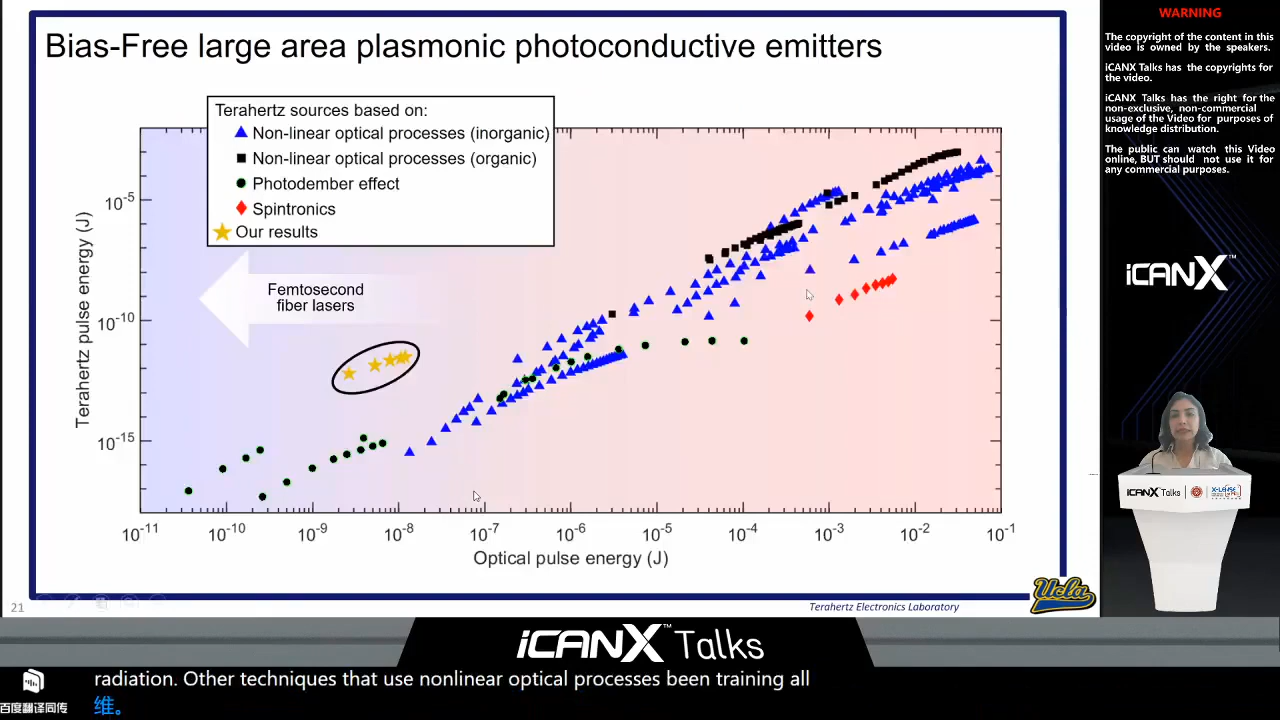 Bias-Free large area plasmonic photoconductive emitters
Terahertz sources based on:
Non-linear optical processes (inorganic)
Non-linear optical processes (organic)
Photodember effect
Spintronics
Our results
Femtosecond
fiber lasers
Terahertz pulse energy (J)
10-5
10-10
10-15
10-11 10-10 10-9 10-8 10-7 10-6 10-5 10-4 10-3 10-2 10-1
Optical pulse energy (J)
21
Terahertz Electronics Laboratory
Ucla
WARNING
The copyright of the content in this
video is owned by the speakers.
iCANX Talks has the copyrights for
the video.
iCANX Talks has the right for the
non-exclusive, non-commercial
usage of the Video for purposes of
knowledge distribution.
The public can watch this Video
online, BUT should not use it for
any commercial purposes.
iCANX™
iCANX Talks
X-LENSE
iCANX™ Talks
radiation. Other techniques that use nonlinear optical processes been training all
维。
百度翻译同传